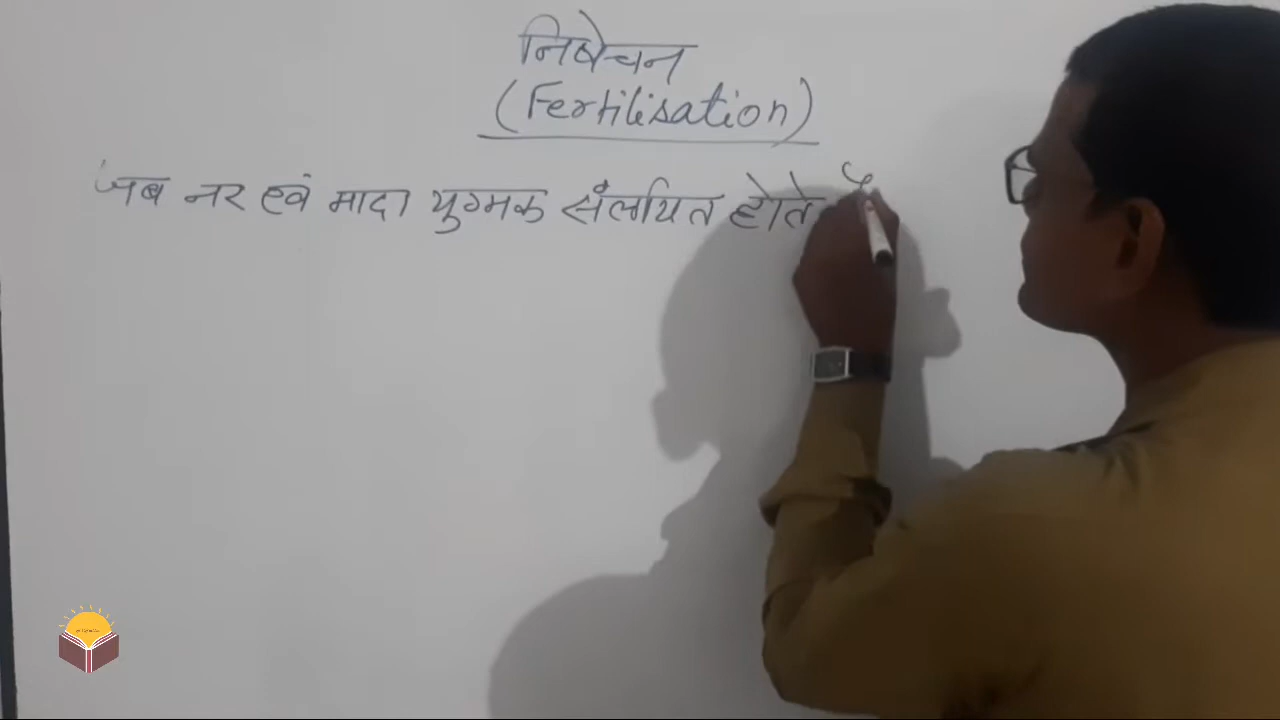 निषेचन
(Fertilisation)
जब नर एवं मादा युग्मक संलयित होते